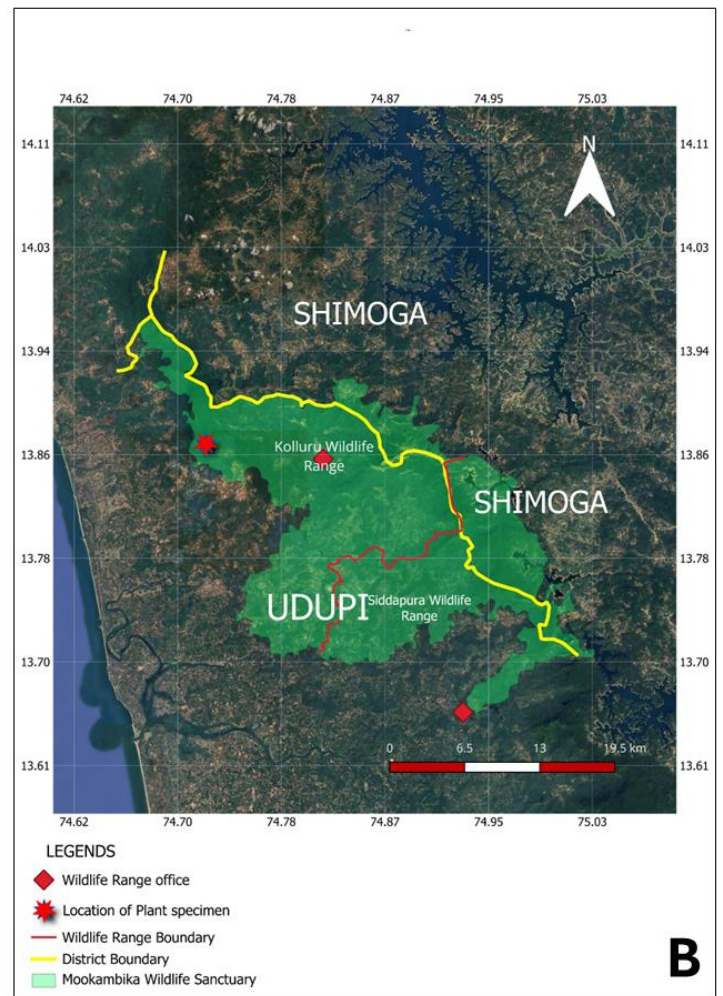 74.62 74.70 74.78 74.87 74.95 75.03
14.11 14.11
N
14.03 14.03
SHIMOGA
13.94 13.94
13.86 13.86
Kolluru Wildlife
Range
SHIMOGA
13.78 13.78
UDUPI
Siddapura Wildlife
Range
13.70 13.70
0 6.5 13 19.5 km
13.61 13.61
74.62 74.70 74.78 74.87 74.95 75.03
LEGENDS
Wildlife Range office
Location of Plant specimen
Wildlife Range Boundary
District Boundary
Mookambika Wildlife Sanctuary
B